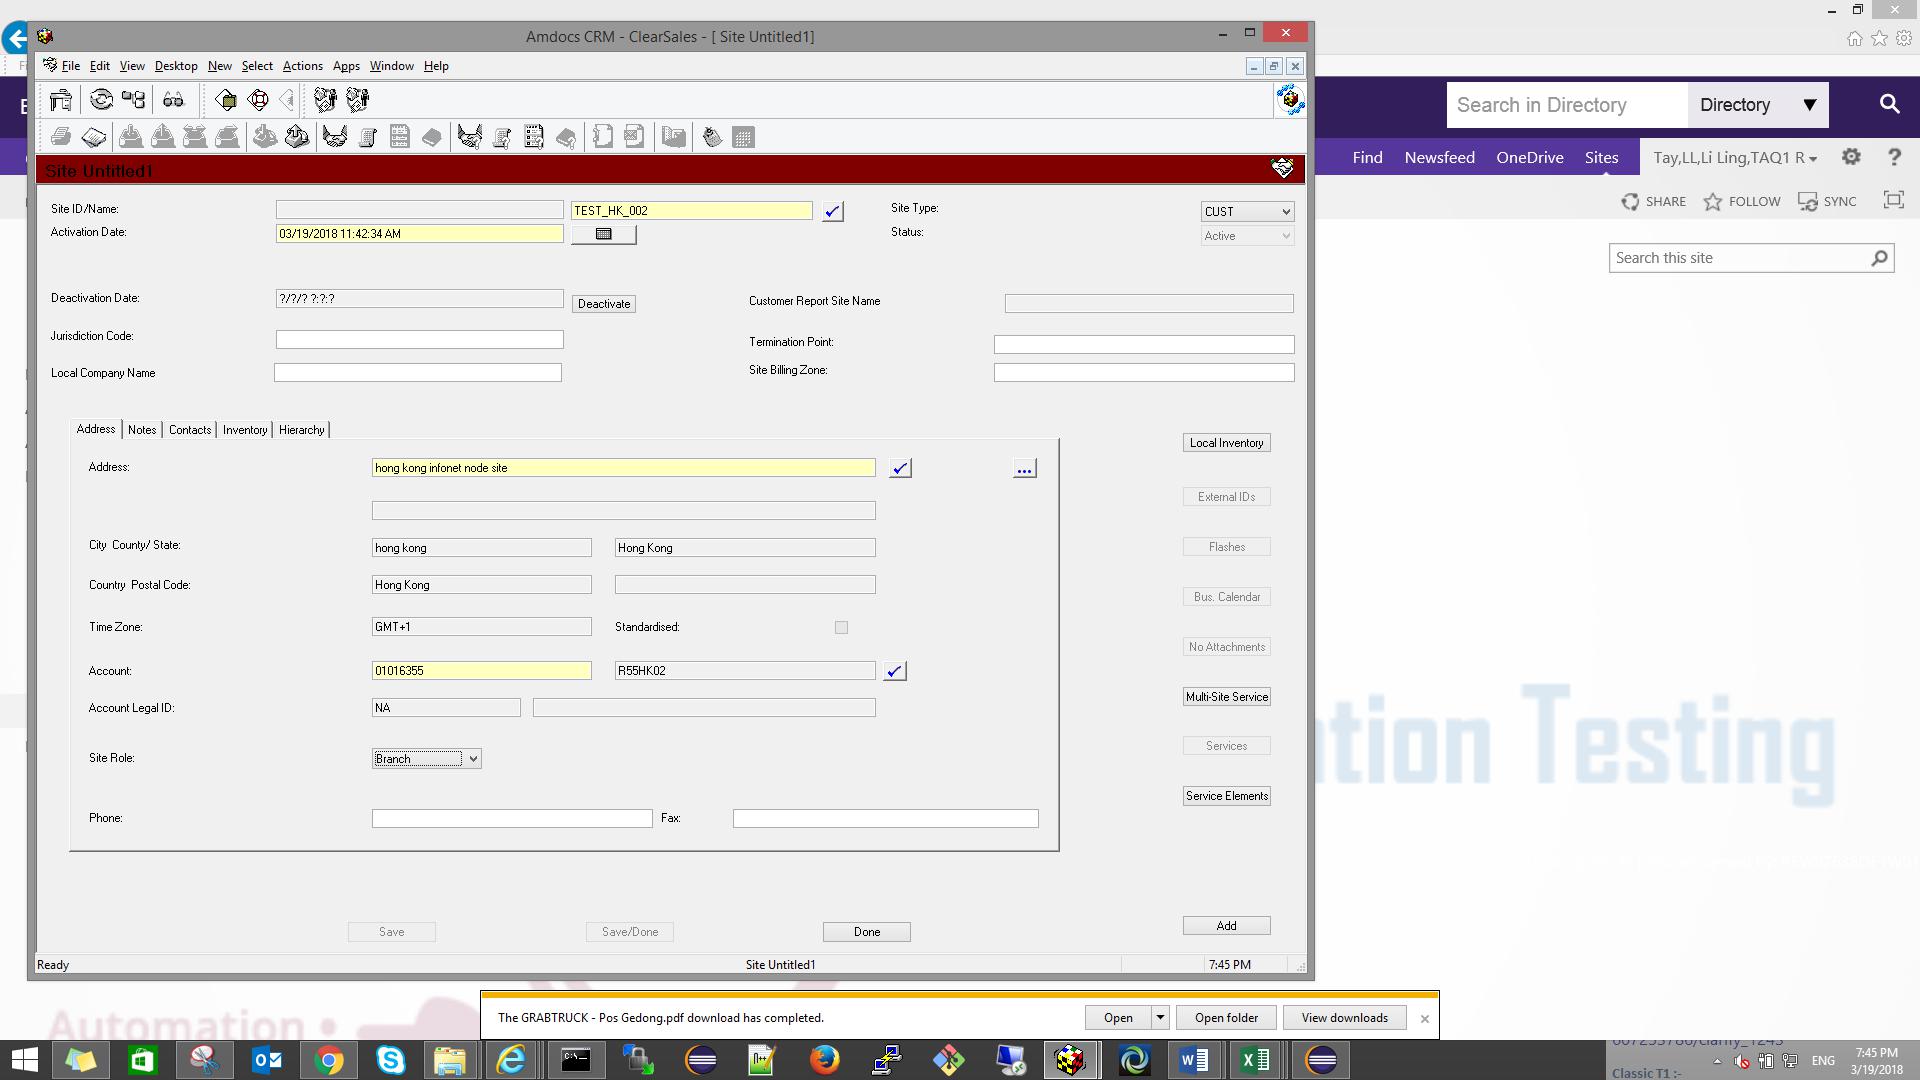 Amdocs CRM - ClearSales - [ Site Untitled1]
File Edit View Desktop New Select Actions Apps Window Help
Search in Directory Directory
Find Newsfeed OneDrive Sites Tay,LL,Li Ling,TAQ1 R
SHARE FOLLOW SYNC
Search this site
Site Untitled1
Site ID/Name: TEST_HK_002 Site Type: CUST
Activation Date: 03/19/2018 11:42:34 AM Status: Active
Deactivation Date: ?/?/? ?:?:? Deactivate Customer Report Site Name
Jurisdiction Code: Termination Point:
Local Company Name Site Billing Zone:
Address Notes Contacts Inventory Hierarchy
Local Inventory
Address: hong kong infonet node site ...
External IDs
City County/ State: hong kong Hong Kong
Flashes
Country Postal Code: Hong Kong
Bus. Calendar
Time Zone: GMT+1 Standardised:
No Attachments
Account: 01016355 R55HK02
Multi-Site Service
Account Legal ID: NA
Services
Site Role: Branch
Service Elements
Phone: Fax:
Save Save/Done Done Add
Ready Site Untitled1 7:45 PM
ation Testing
Automation •
The GRABTRUCK - Pos Gedong.pdf download has completed. Open Open folder View downloads
Classic T1 :-
ENG 7:45 PM
3/19/2018